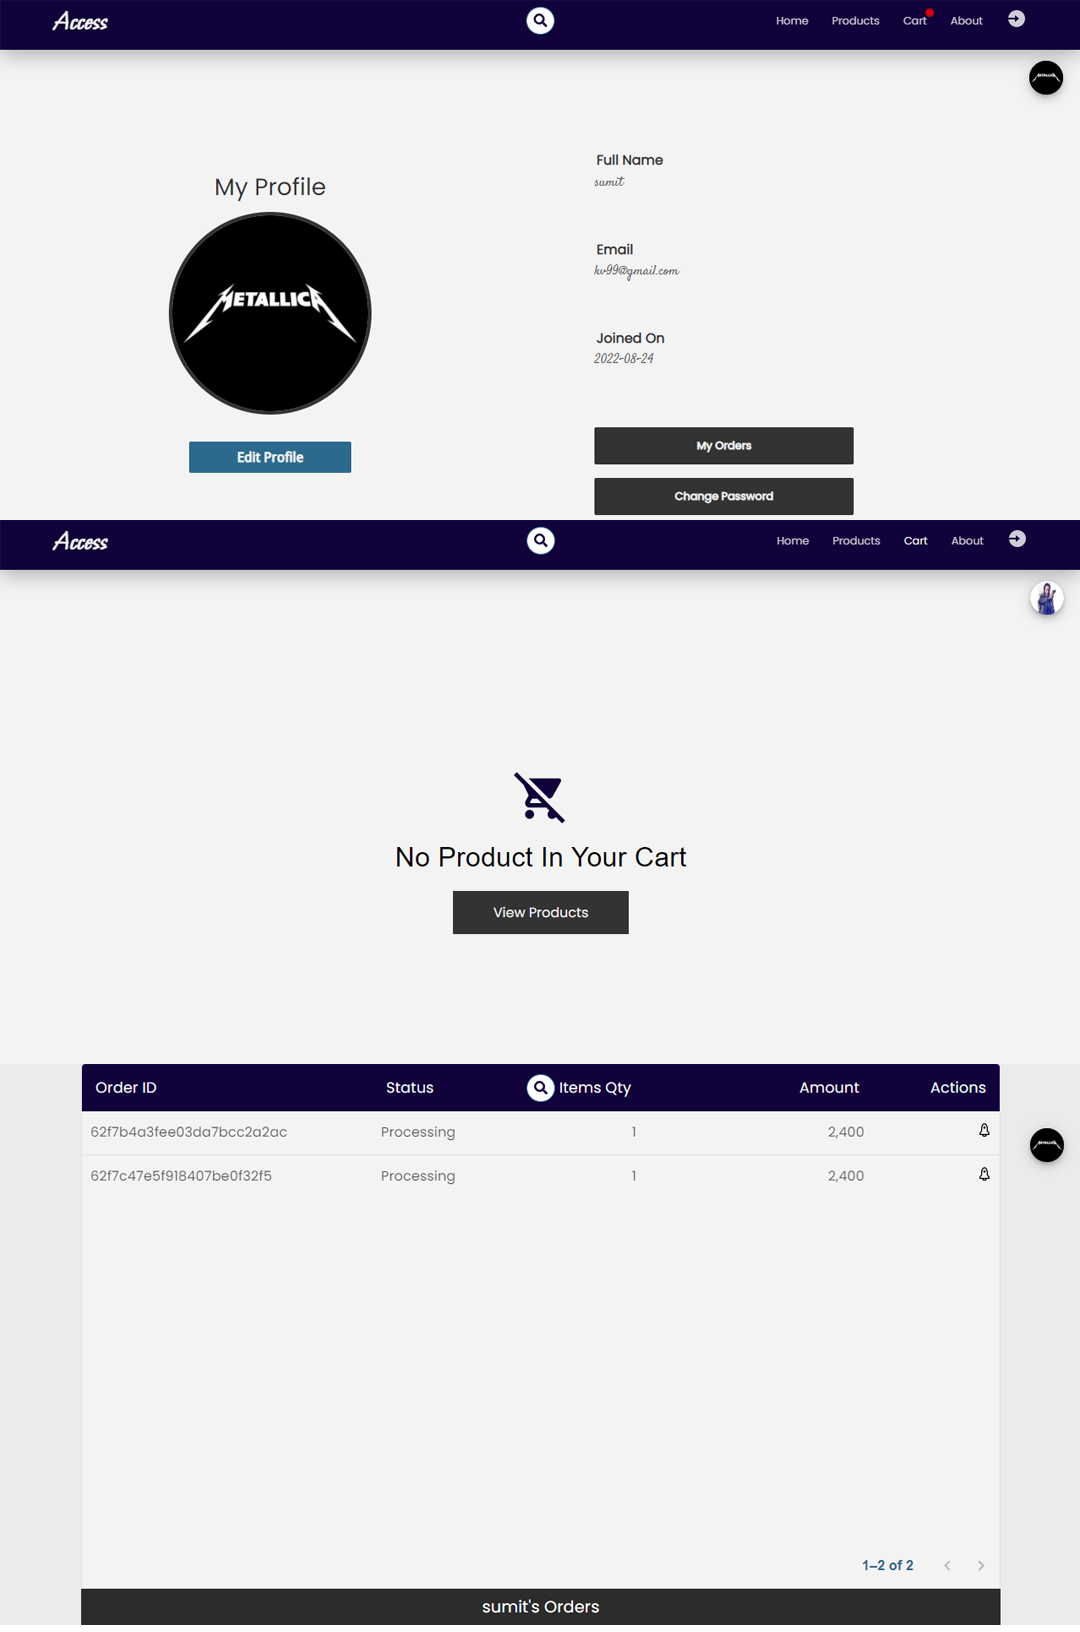 Access
Home Products Cart About
METALLICA
My Profile
METALLICA
Edit Profile
Full Name
sumit
Email
kv99@gmail.com
Joined On
2022-08-24
My Orders
Change Password
Access
Home Products Cart About
No Product In Your Cart
View Products
Order ID Status Items Qty Amount Actions
62f7b4a3fee03da7bcc2a2ac Processing 1 2,400
METALLICA
62f7c47e5f918407be0f32f5 Processing 1 2,400
1–2 of 2
sumit's Orders